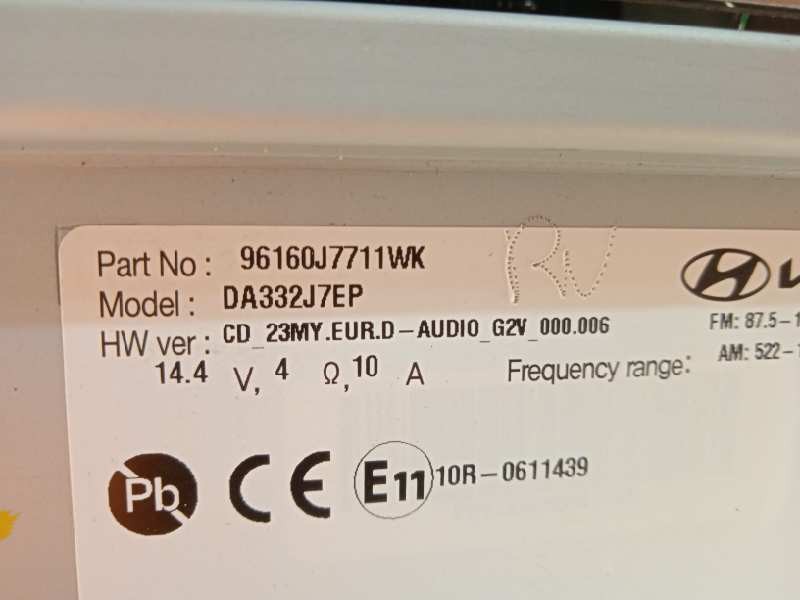 RN
Part No : 96160J7711WK
Model : DA332J7EP
HW ver : CD_23MY.EUR.D-AUDIO_G2V_000.006
14.4 V, 4 Ω, 10 A Frequency range:
FM: 87.5-1
AM: 522-1
Pb CE E11 10R-0611439